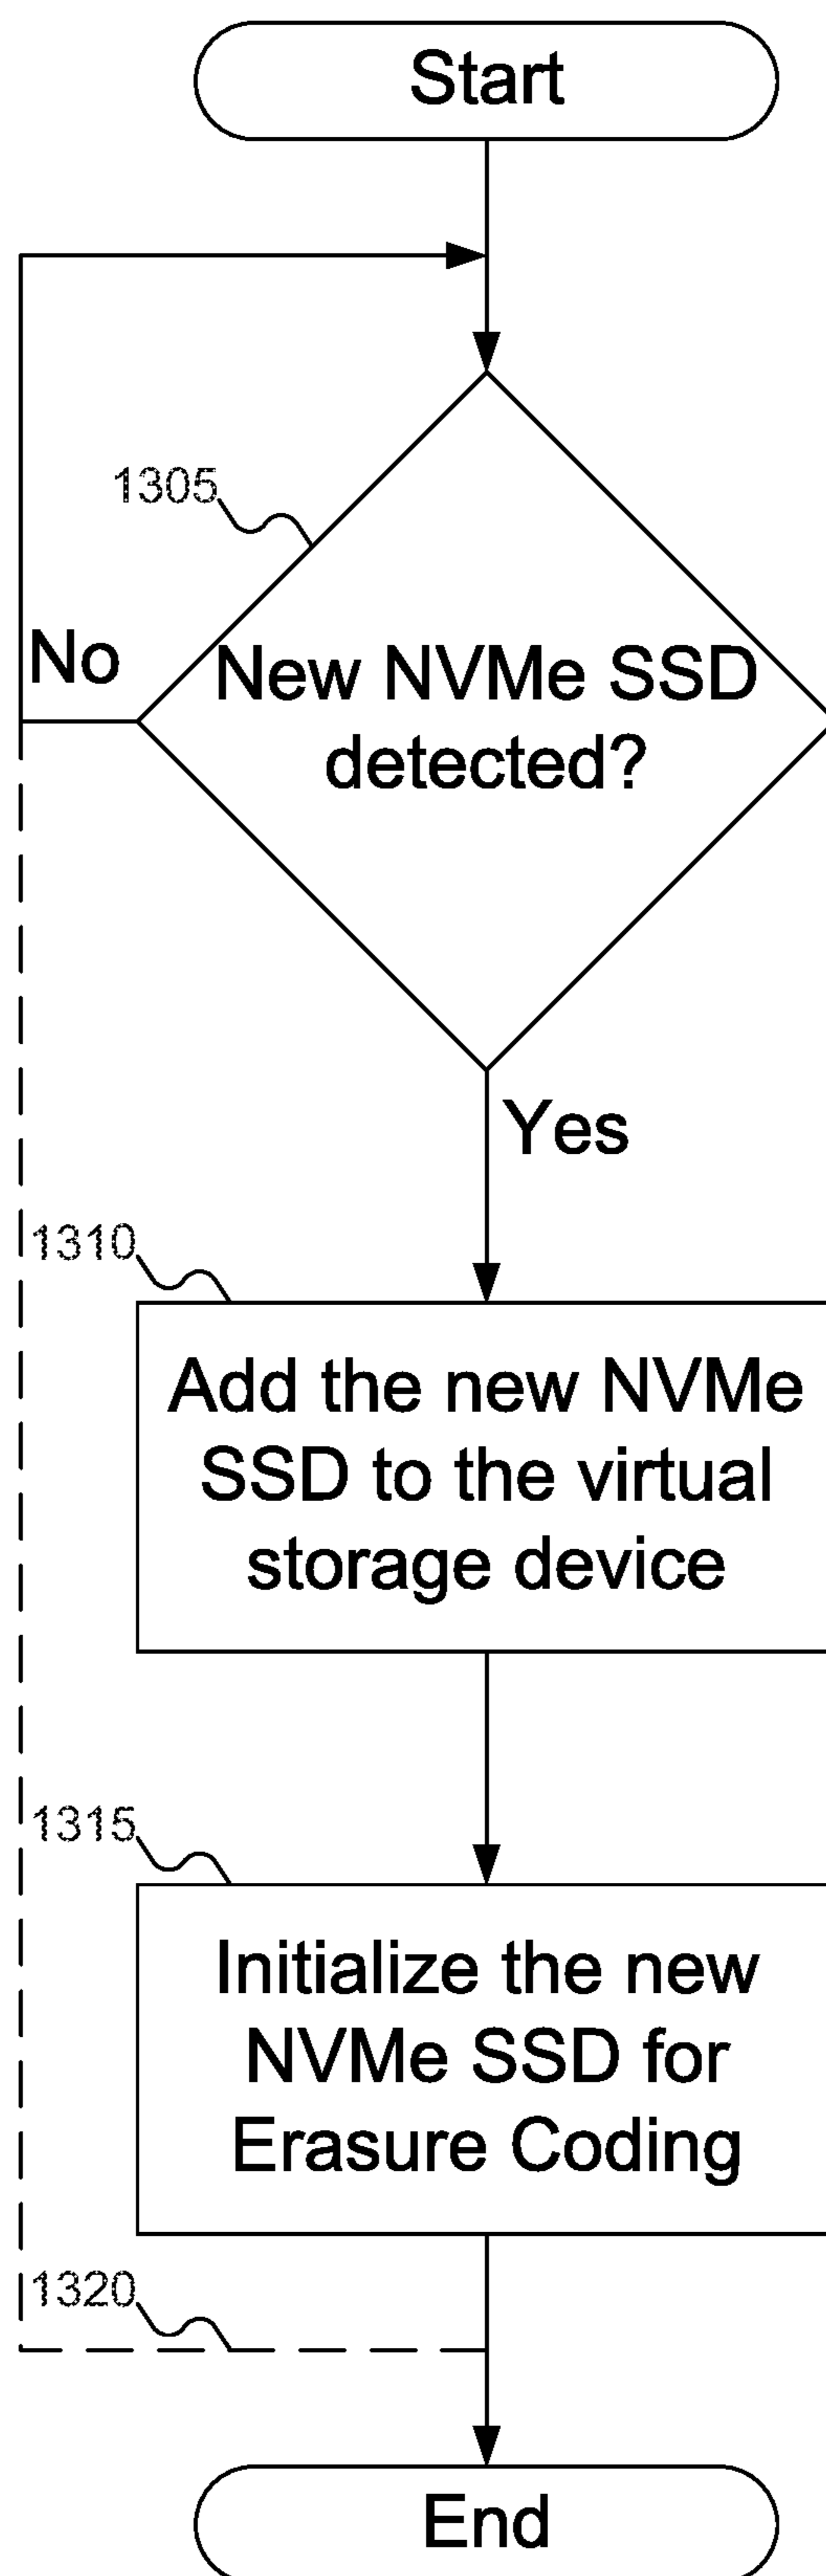 Start
1305
No
New NVMe SSD
detected?
Yes
1310
Add the new NVMe
SSD to the virtual
storage device
1315
Initialize the new
NVMe SSD for
Erasure Coding
1320
End